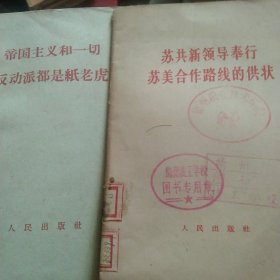 帝国主义和一切
反动派都是紙老虎
人民出版社
苏共新领导奉行
苏美合作路线的供状
图书专用章
人民出版社